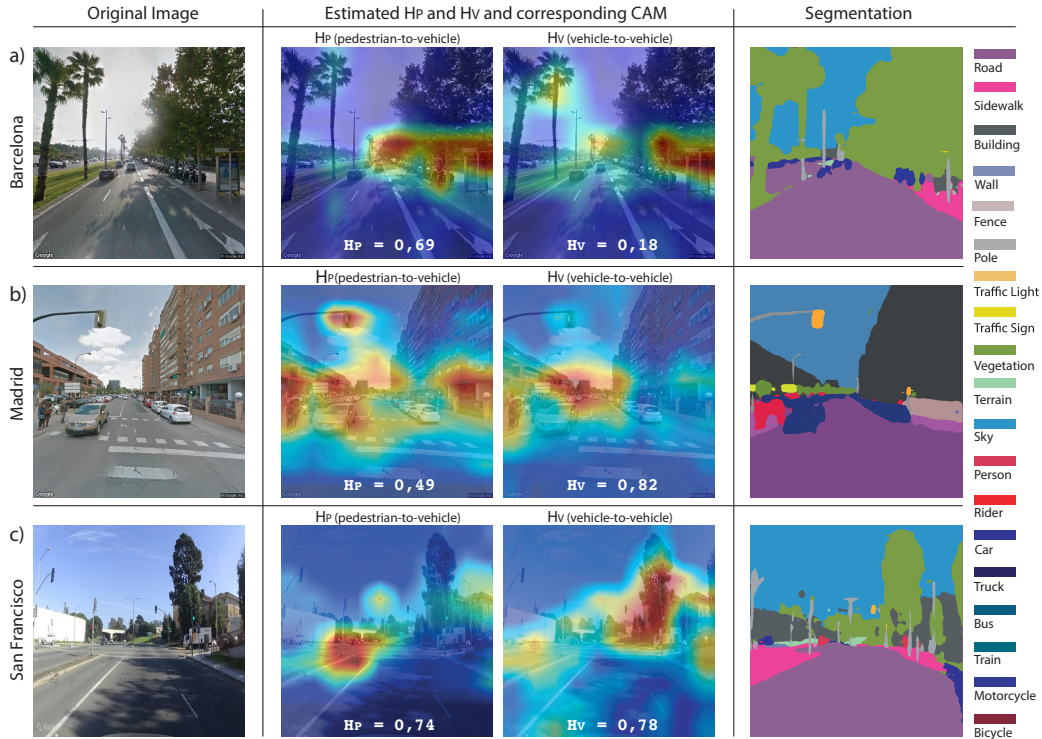 Original Image
Estimated HP and HV and corresponding CAM
Segmentation
HP (pedestrian-to-vehicle)
HV (vehicle-to-vehicle)
a)
Barcelona
Google
© Google, Inc
HP = 0,69
HV = 0,18
HP (pedestrian-to-vehicle)
HV (vehicle-to-vehicle)
b)
Madrid
Google
HP = 0,49
HV = 0,82
HP (pedestrian-to-vehicle)
HV (vehicle-to-vehicle)
c)
San Francisco
HP = 0,74
HV = 0,78
Road
Sidewalk
Building
Wall
Fence
Pole
Traffic Light
Traffic Sign
Vegetation
Terrain
Sky
Person
Rider
Car
Truck
Bus
Train
Motorcycle
Bicycle